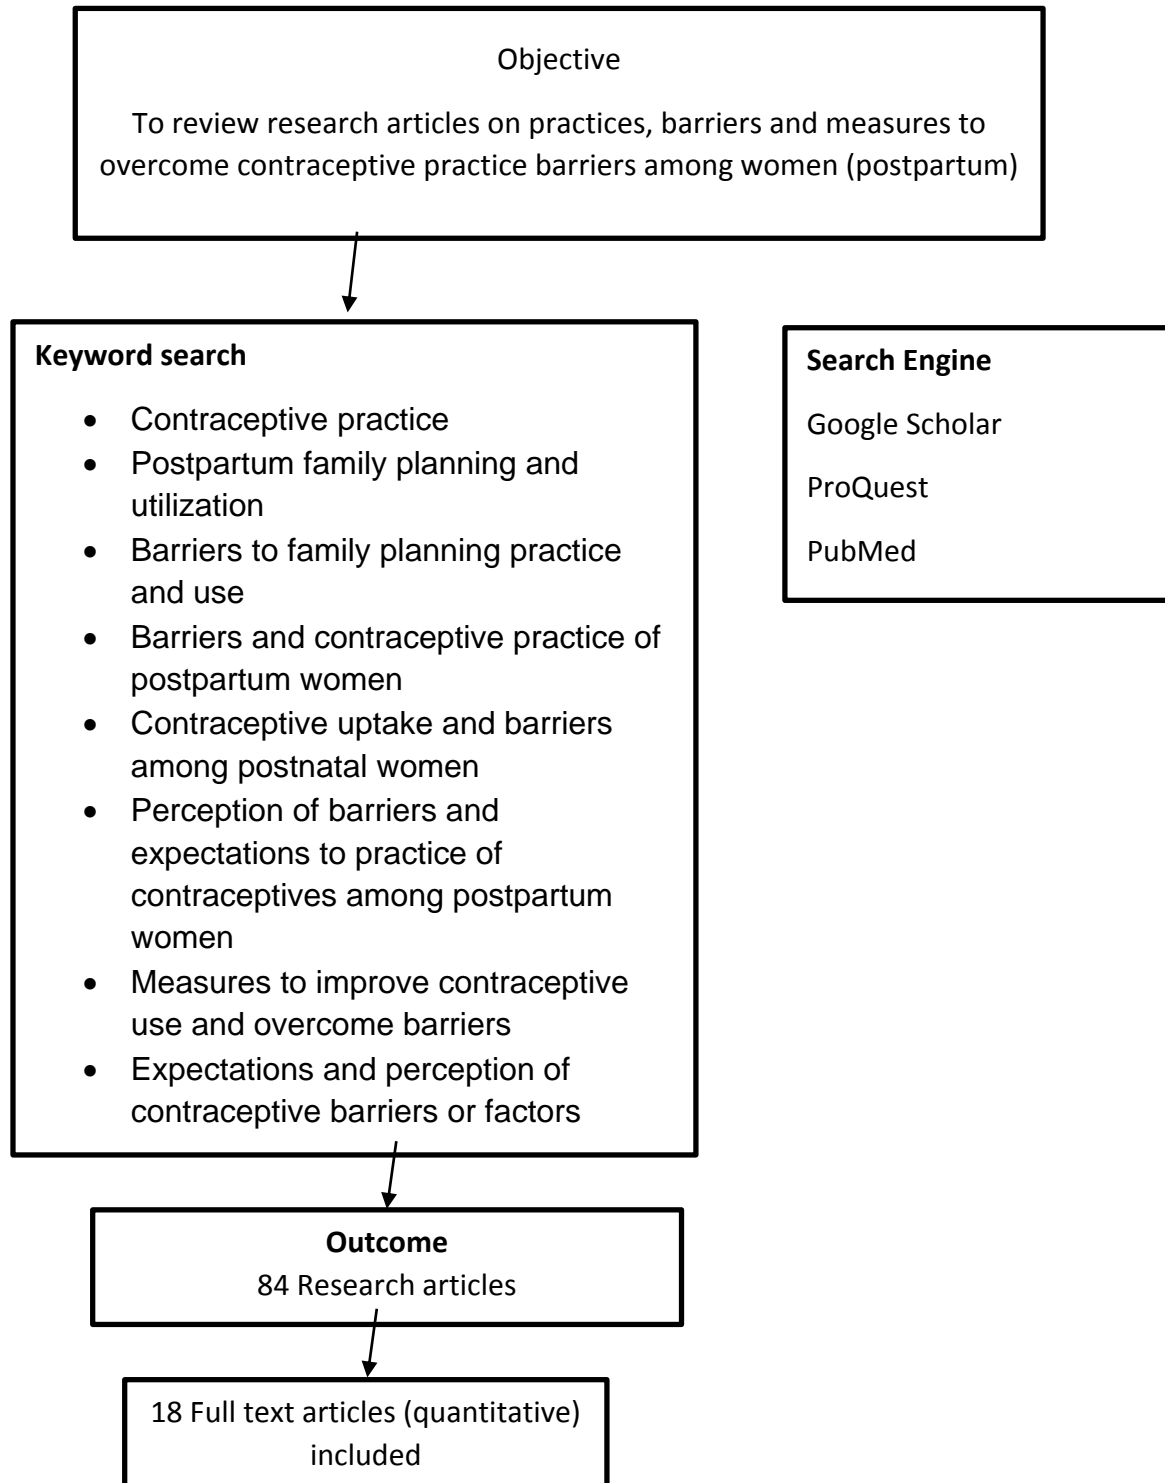 Objective
To review research articles on practices, barriers and measures to
overcome contraceptive practice barriers among women (postpartum)
Keyword search
• Contraceptive practice
• Postpartum family planning and
utilization
• Barriers to family planning practice
and use
• Barriers and contraceptive practice of
postpartum women
• Contraceptive uptake and barriers
among postnatal women
• Perception of barriers and
expectations to practice of
contraceptives among postpartum
women
• Measures to improve contraceptive
use and overcome barriers
• Expectations and perception of
contraceptive barriers or factors
Search Engine
Google Scholar
ProQuest
PubMed
Outcome
84 Research articles
18 Full text articles (quantitative)
included